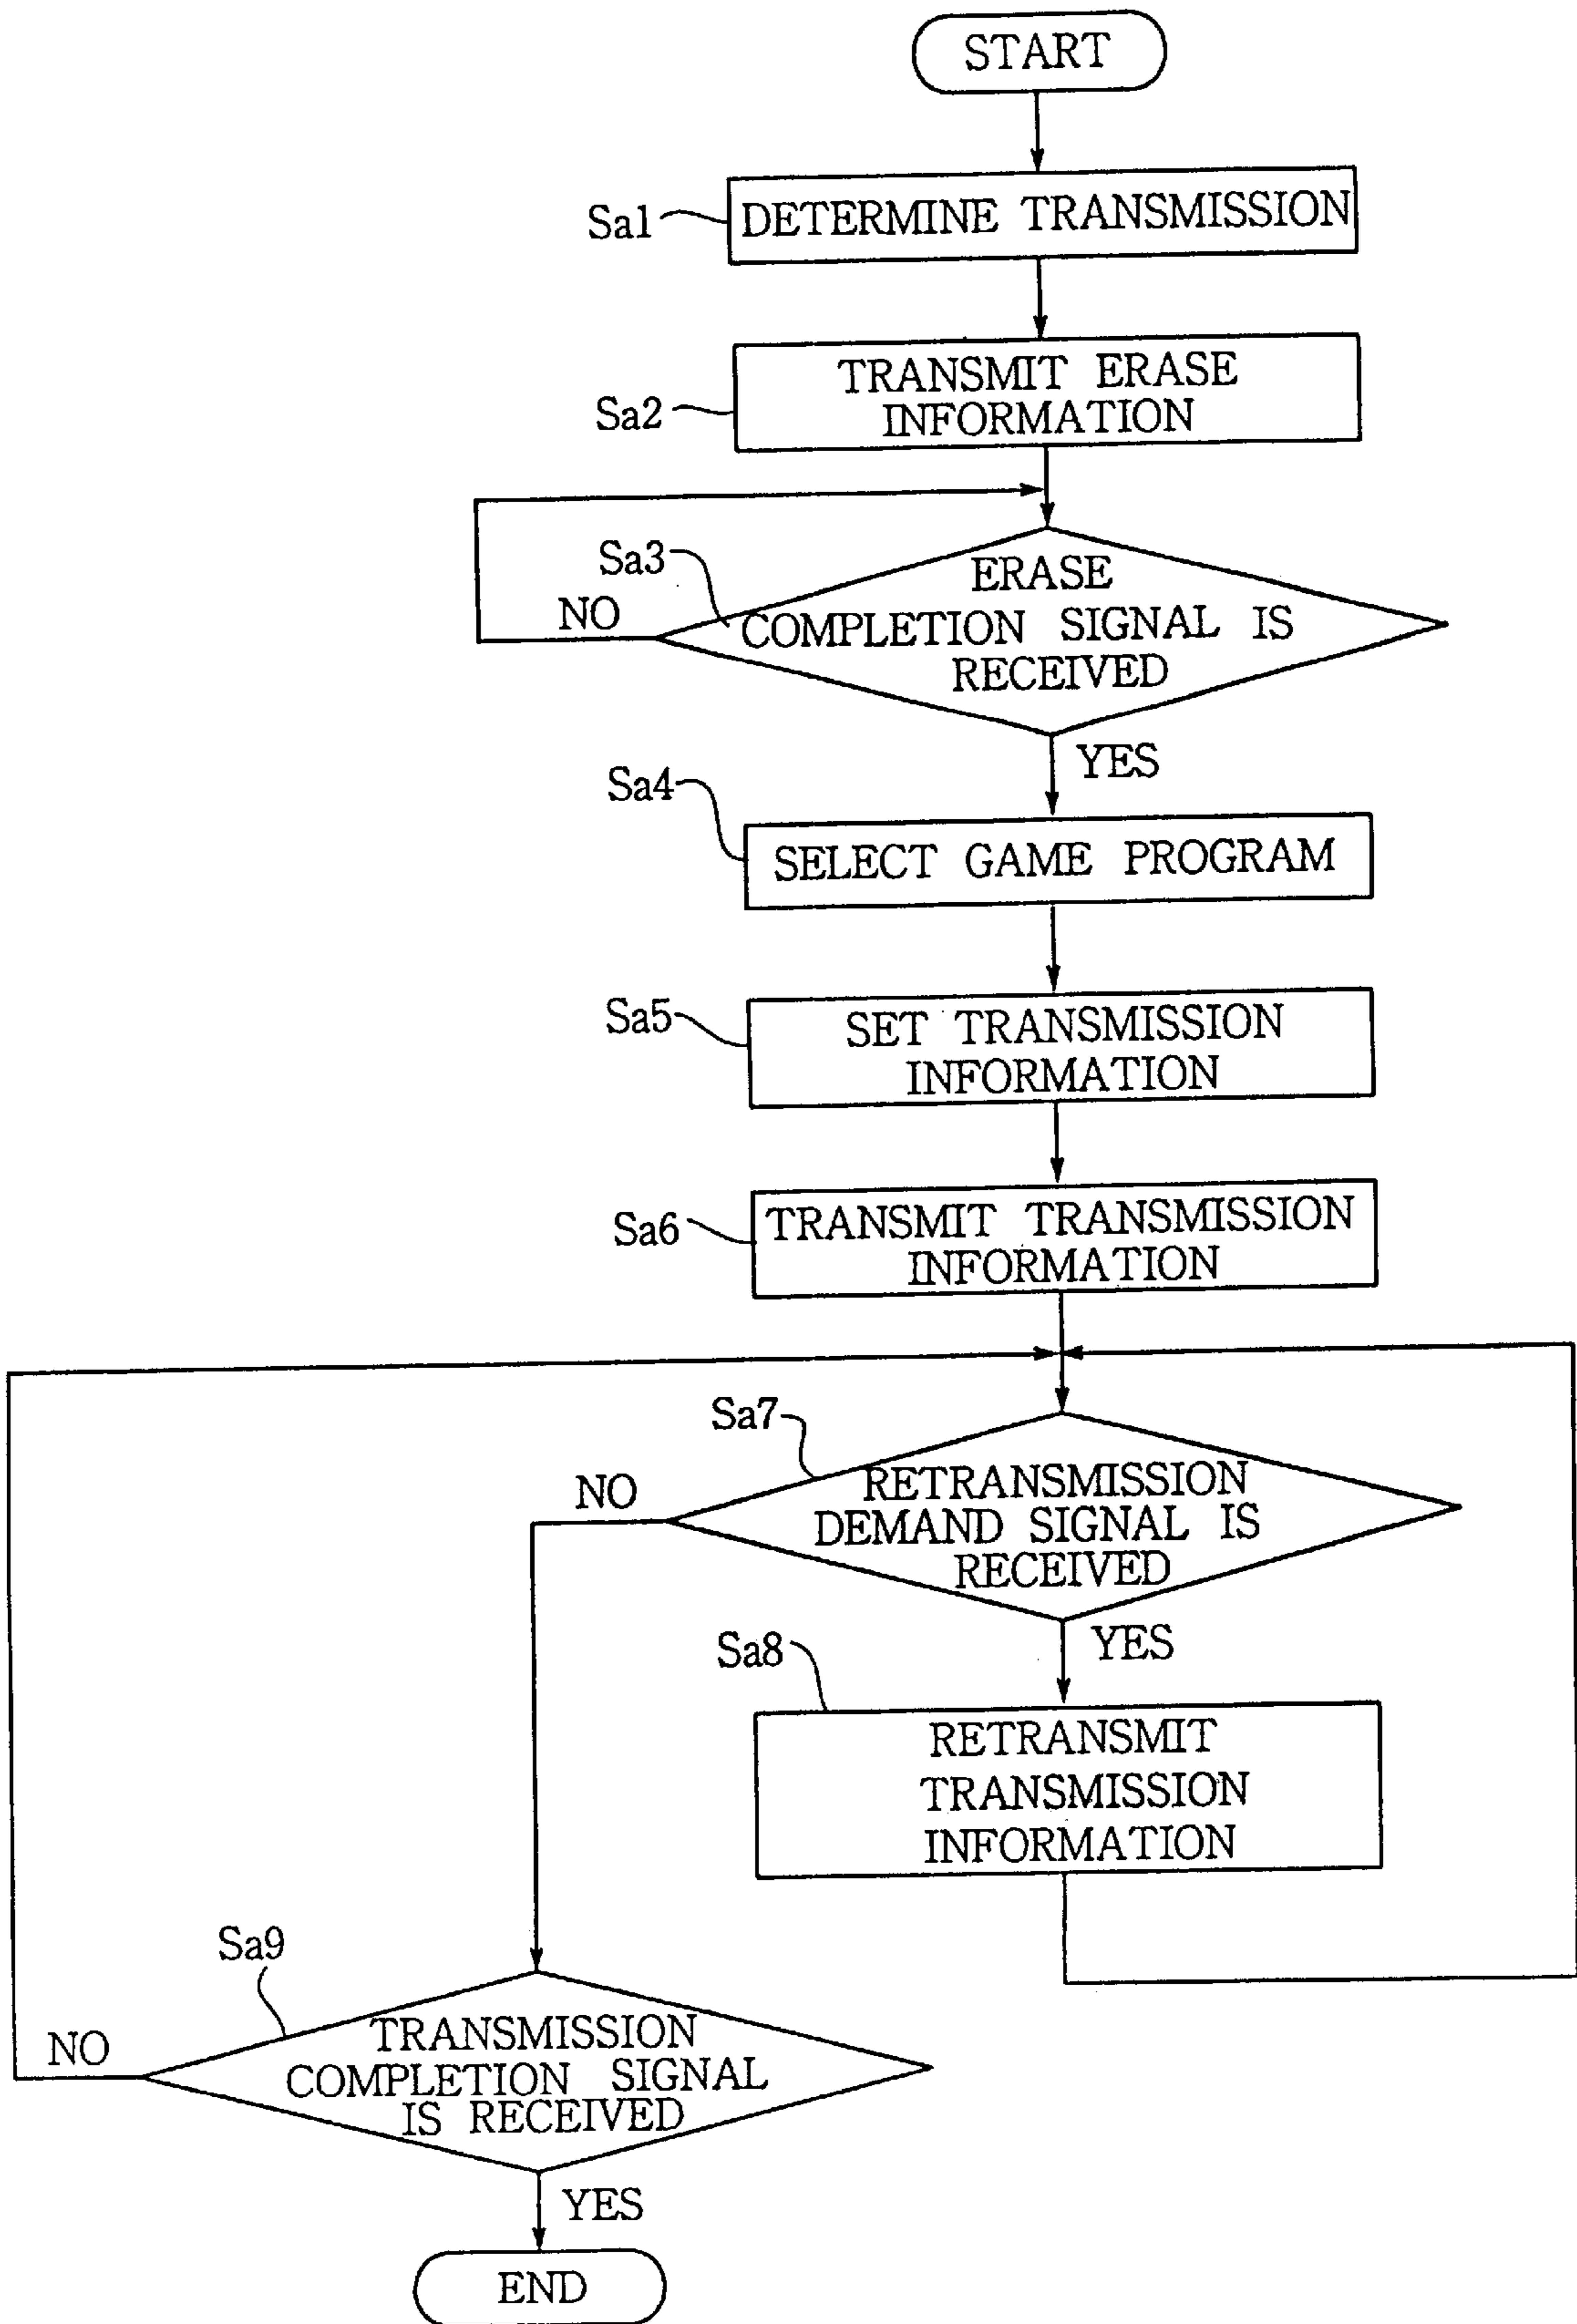 START
Sa1
DETERMINE TRANSMISSION
Sa2
TRANSMIT ERASE
INFORMATION
Sa3
NO
ERASE
COMPLETION SIGNAL IS
RECEIVED
YES
Sa4
SELECT GAME PROGRAM
Sa5
SET TRANSMISSION
INFORMATION
Sa6
TRANSMIT TRANSMISSION
INFORMATION
Sa7
NO
RETRANSMISSION
DEMAND SIGNAL IS
RECEIVED
YES
Sa8
RETRANSMIT
TRANSMISSION
INFORMATION
Sa9
NO
TRANSMISSION
COMPLETION SIGNAL
IS RECEIVED
YES
END